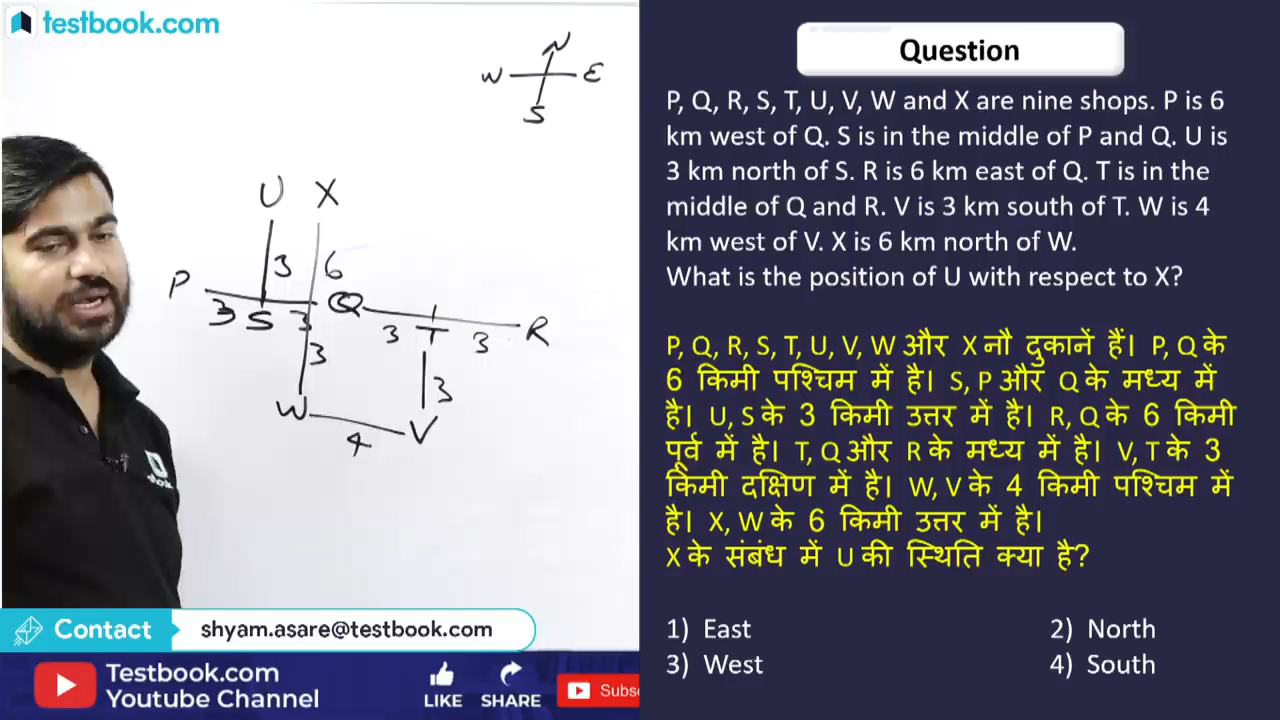 testbook.com
N
W E
S
U X
3 6
P Q
3 S 3 3 T 3 R
3 3
W V
4
testbook
Contact shyam.asare@testbook.com
Testbook.com
Youtube Channel
LIKE SHARE Subsc
Question
P, Q, R, S, T, U, V, W and X are nine shops. P is 6
km west of Q. S is in the middle of P and Q. U is
3 km north of S. R is 6 km east of Q. T is in the
middle of Q and R. V is 3 km south of T. W is 4
km west of V. X is 6 km north of W.
What is the position of U with respect to X?
P, Q, R, S, T, U, V, W और X नौ दुकानें हैं। P, Q के
6 किमी पश्चिम में है। S, P और Q के मध्य में
है। U, S के 3 किमी उत्तर में है। R, Q के 6 किमी
पूर्व में है। T, Q और R के मध्य में है। V, T के 3
किमी दक्षिण में है। W, V के 4 किमी पश्चिम में
है। X, W के 6 किमी उत्तर में है।
X के संबंध में U की स्थिति क्या है?
1) East 2) North
3) West 4) South